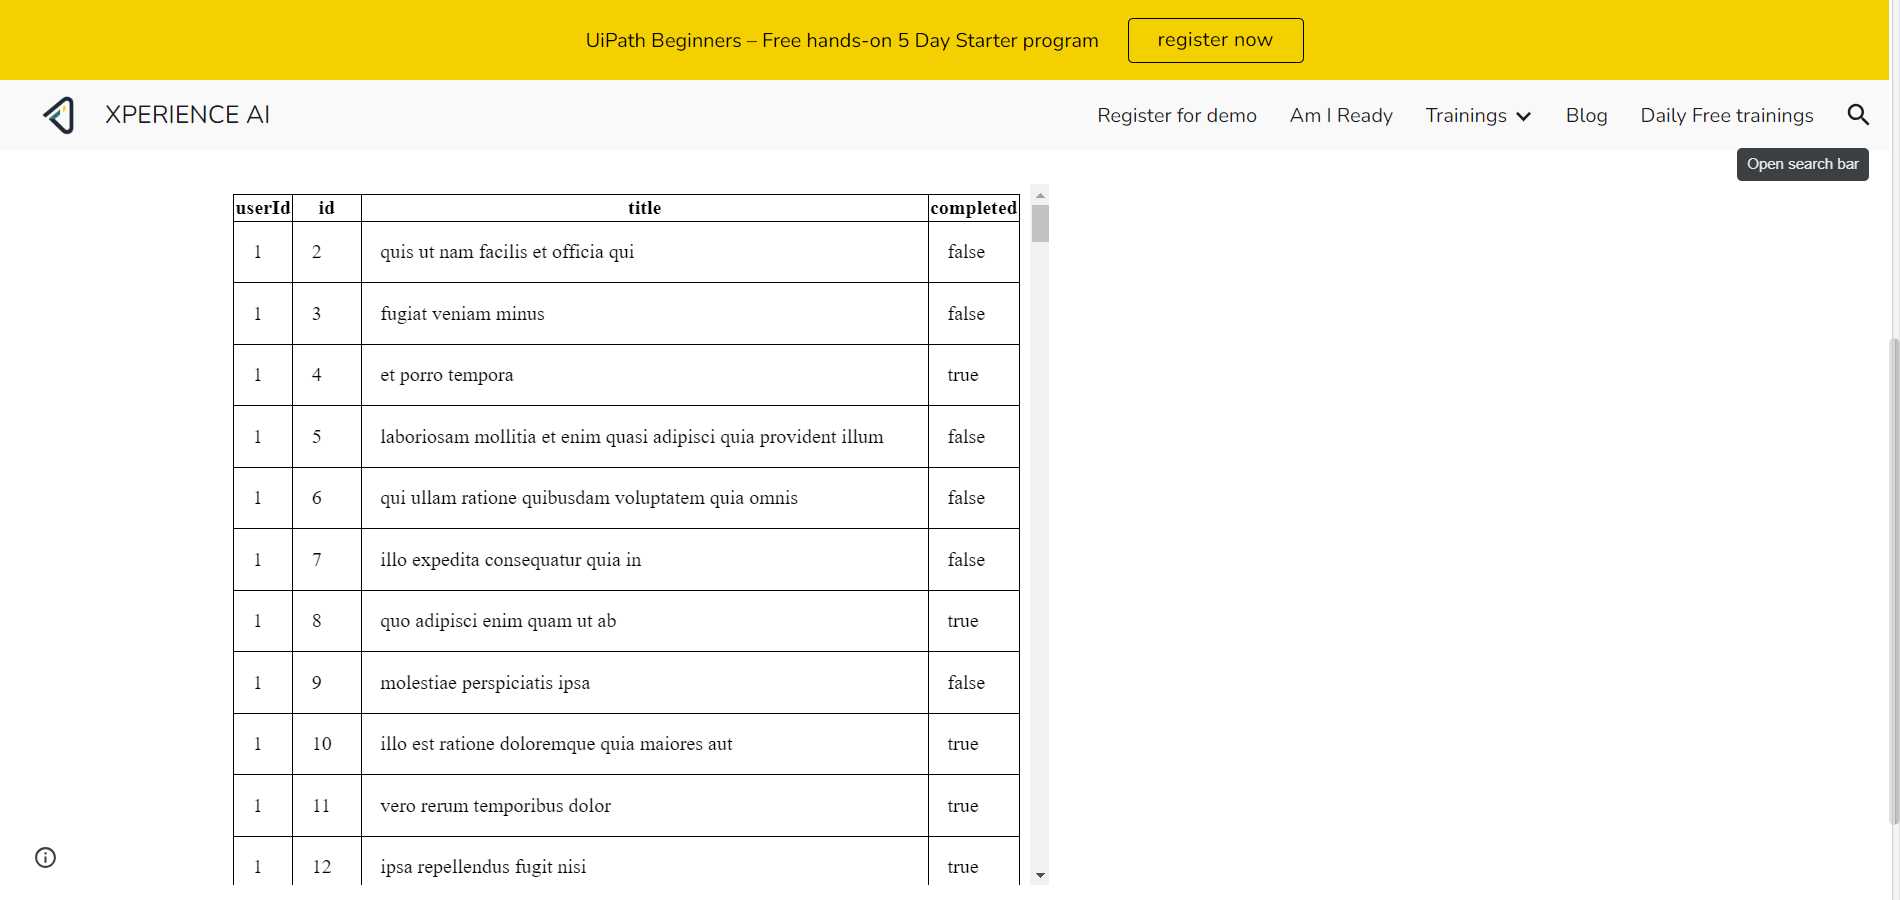 UiPath Beginners – Free hands-on 5 Day Starter program register now
XPERIENCE AI Register for demo Am I Ready Trainings Blog Daily Free trainings
Open search bar
userId id title completed
1 2 quis ut nam facilis et officia qui false
1 3 fugiat veniam minus false
1 4 et porro tempora true
1 5 laboriosam mollitia et enim quasi adipisci quia provident illum false
1 6 qui ullam ratione quibusdam voluptatem quia omnis false
1 7 illo expedita consequatur quia in false
1 8 quo adipisci enim quam ut ab true
1 9 molestiae perspiciatis ipsa false
1 10 illo est ratione doloremque quia maiores aut true
1 11 vero rerum temporibus dolor true
1 12 ipsa repellendus fugit nisi true